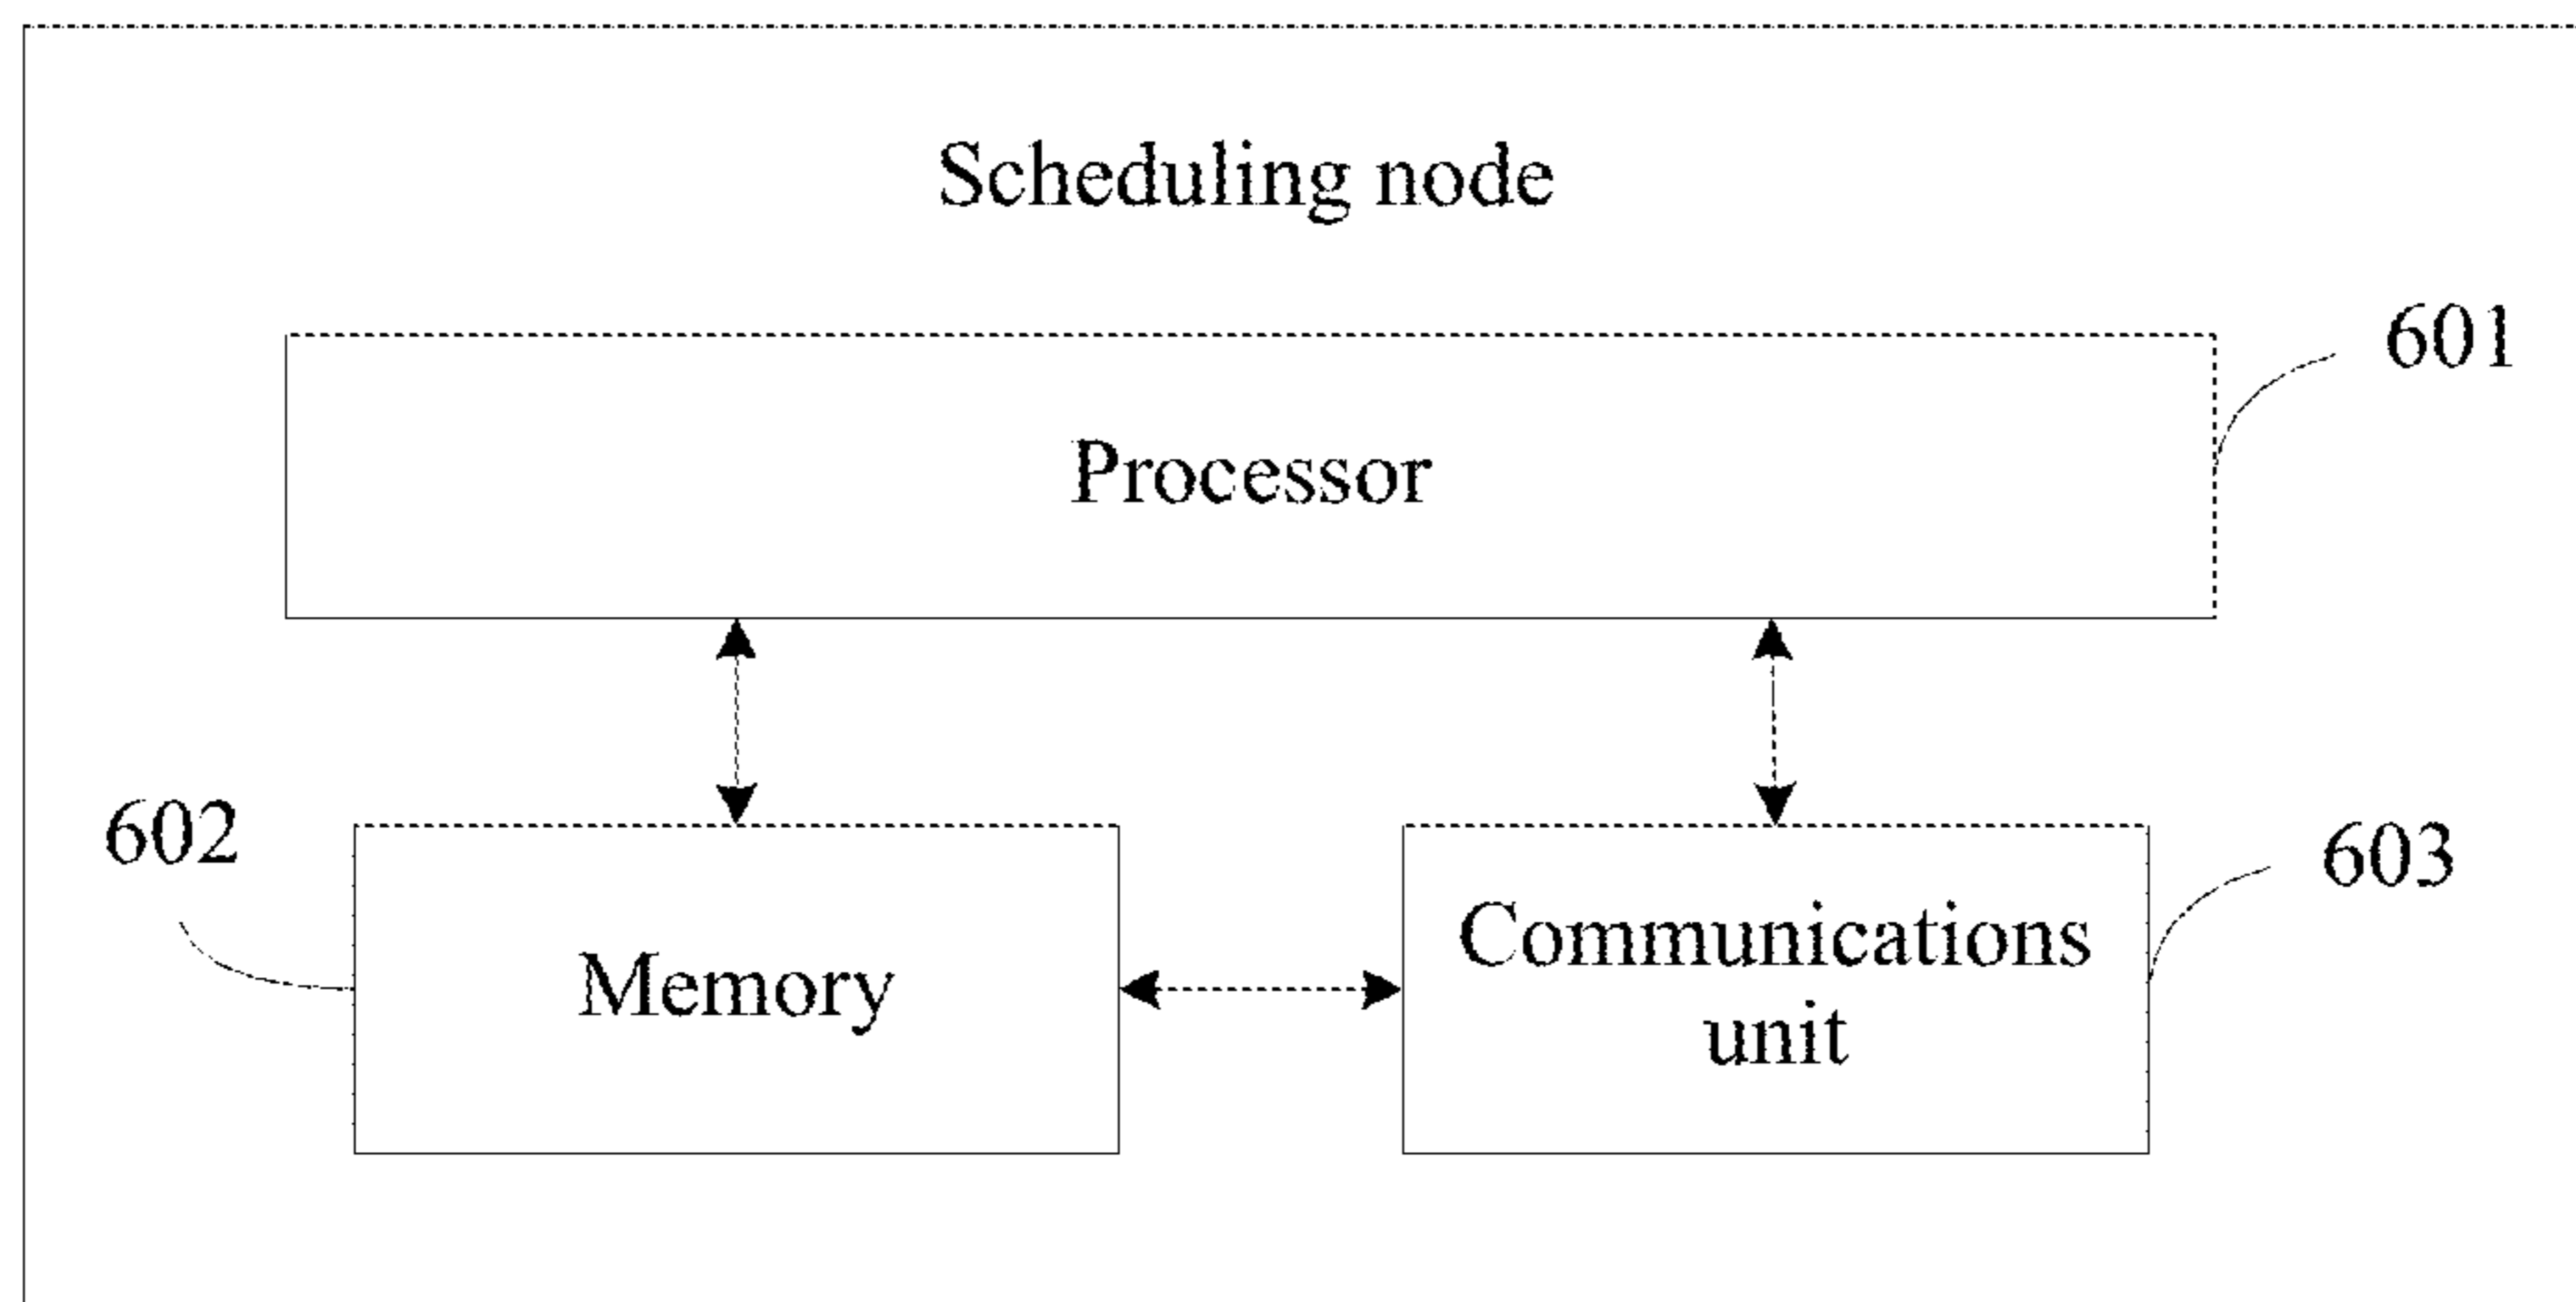 Scheduling node
601
Processor
602
603
Memory
Communications
unit